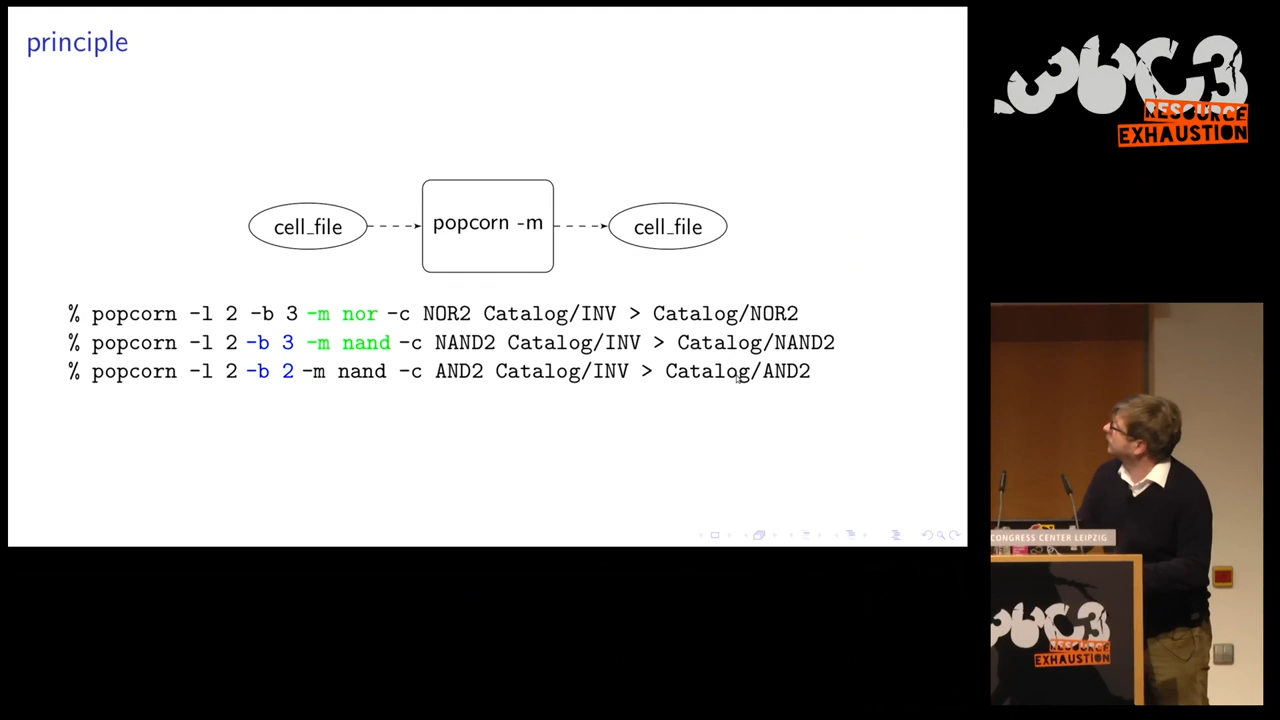 principle
cell_file
popcorn -m
cell_file
% popcorn -l 2 -b 3 -m nor -c NOR2 Catalog/INV > Catalog/NOR2
% popcorn -l 2 -b 3 -m nand -c NAND2 Catalog/INV > Catalog/NAND2
% popcorn -l 2 -b 2 -m nand -c AND2 Catalog/INV > Catalog/AND2
36C3
RESOURCE
EXHAUSTION
CONGRESS CENTER LEIPZIG
36C3
RESOURCE
EXHAUSTION